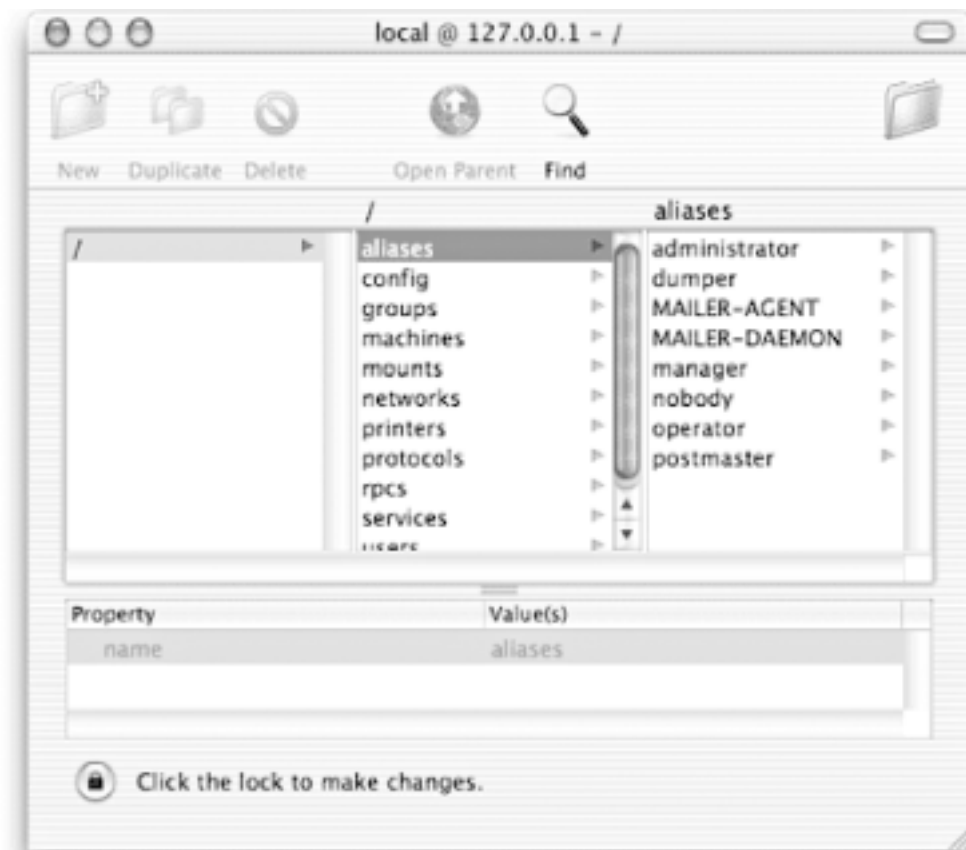 local @ 127.0.0.1 - /
New Duplicate Delete Open Parent Find
/ aliases
/ aliases administrator
config dumper
groups MAILER-AGENT
machines MAILER-DAEMON
mounts manager
networks nobody
printers operator
protocols postmaster
rpcs
services
users
Property Value(s)
name aliases
Click the lock to make changes.